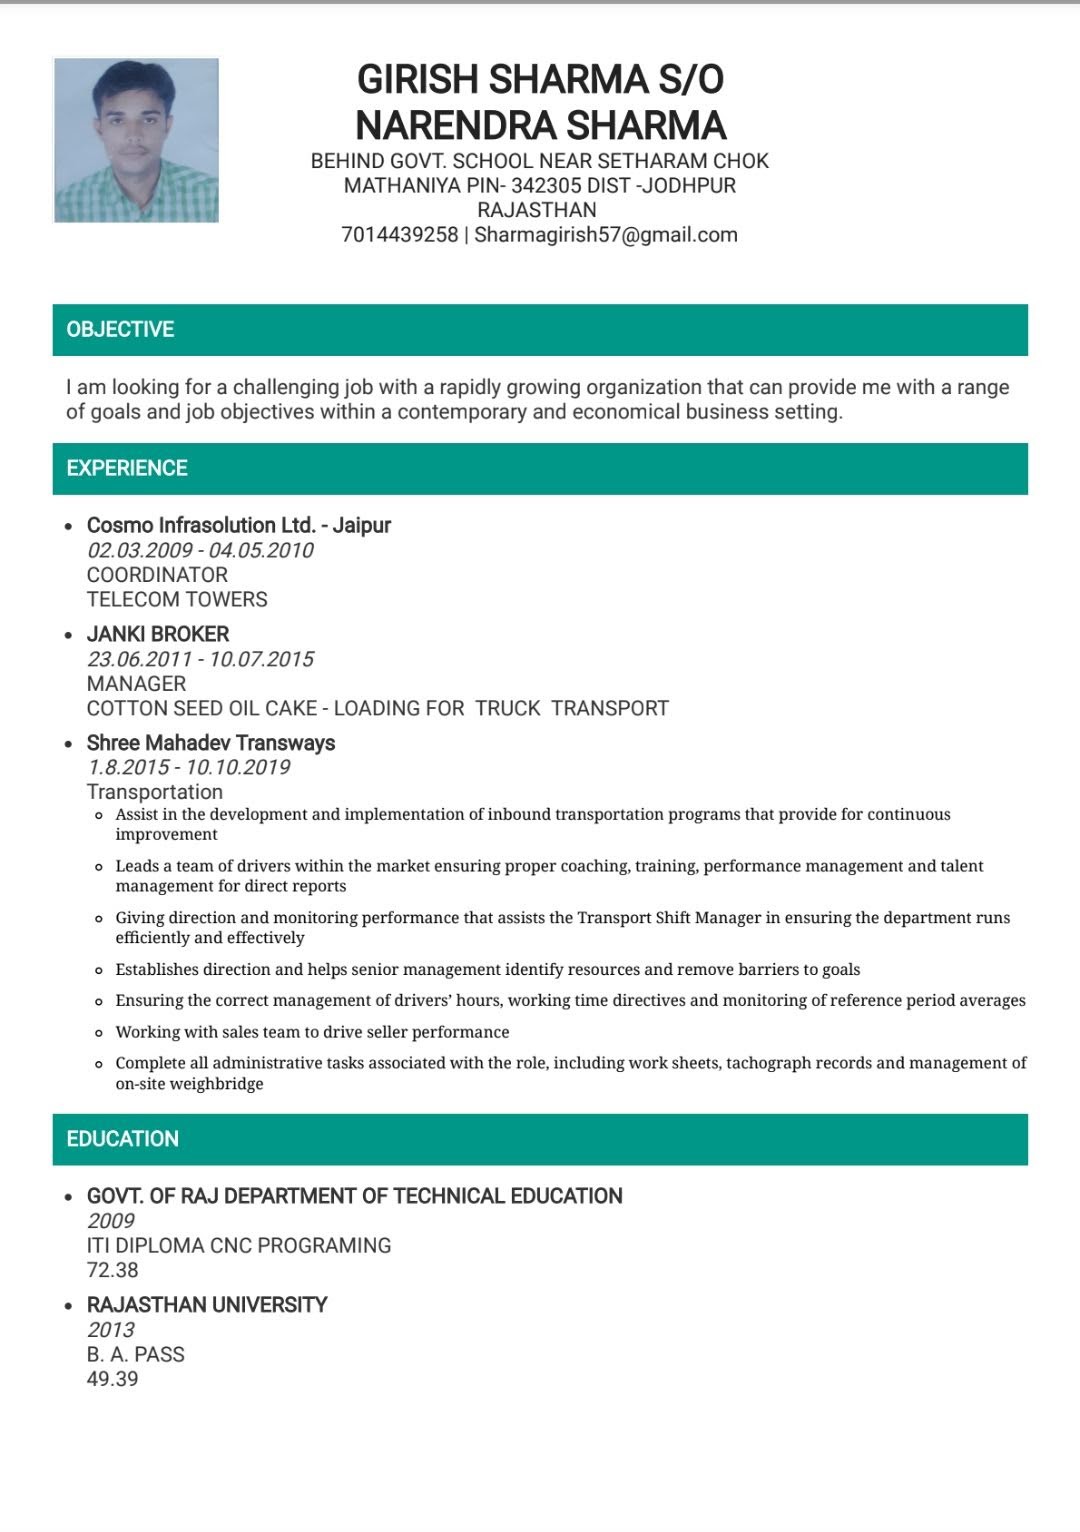 GIRISH SHARMA S/O
NARENDRA SHARMA
BEHIND GOVT. SCHOOL NEAR SETHARAM CHOK
MATHANIYA PIN- 342305 DIST -JODHPUR
RAJASTHAN
7014439258 | Sharmagirish57@gmail.com
OBJECTIVE
I am looking for a challenging job with a rapidly growing organization that can provide me with a range
of goals and job objectives within a contemporary and economical business setting.
EXPERIENCE
• Cosmo Infrasolution Ltd. - Jaipur
02.03.2009 - 04.05.2010
COORDINATOR
TELECOM TOWERS
• JANKI BROKER
23.06.2011 - 10.07.2015
MANAGER
COTTON SEED OIL CAKE - LOADING FOR  TRUCK  TRANSPORT
• Shree Mahadev Transways
1.8.2015 - 10.10.2019
Transportation
◦ Assist in the development and implementation of inbound transportation programs that provide for continuous
improvement
◦ Leads a team of drivers within the market ensuring proper coaching, training, performance management and talent
management for direct reports
◦ Giving direction and monitoring performance that assists the Transport Shift Manager in ensuring the department runs
efficiently and effectively
◦ Establishes direction and helps senior management identify resources and remove barriers to goals
◦ Ensuring the correct management of drivers’ hours, working time directives and monitoring of reference period averages
◦ Working with sales team to drive seller performance
◦ Complete all administrative tasks associated with the role, including work sheets, tachograph records and management of
on-site weighbridge
EDUCATION
• GOVT. OF RAJ DEPARTMENT OF TECHNICAL EDUCATION
2009
ITI DIPLOMA CNC PROGRAMING
72.38
• RAJASTHAN UNIVERSITY
2013
B. A. PASS
49.39